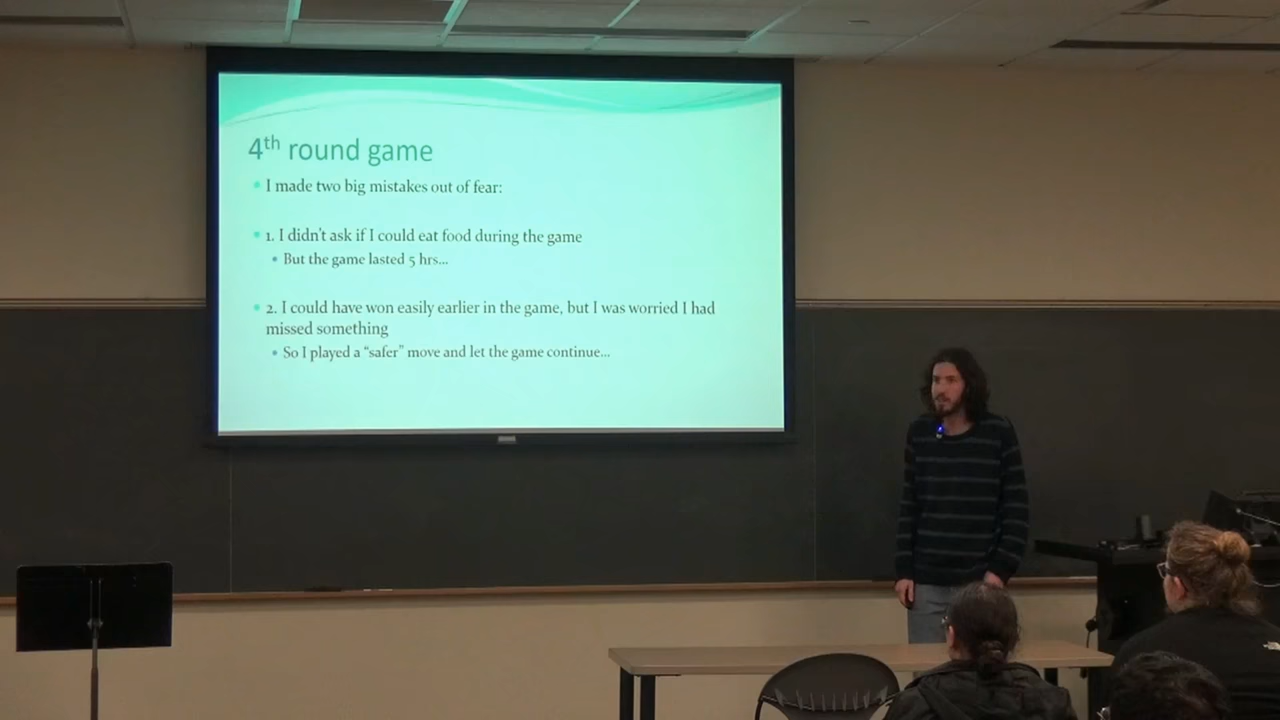 4th round game
I made two big mistakes out of fear:
1. I didn't ask if I could eat food during the game
But the game lasted 5 hrs...
2. I could have won easily earlier in the game, but I was worried I had
missed something
So I played a “safer” move and let the game continue...